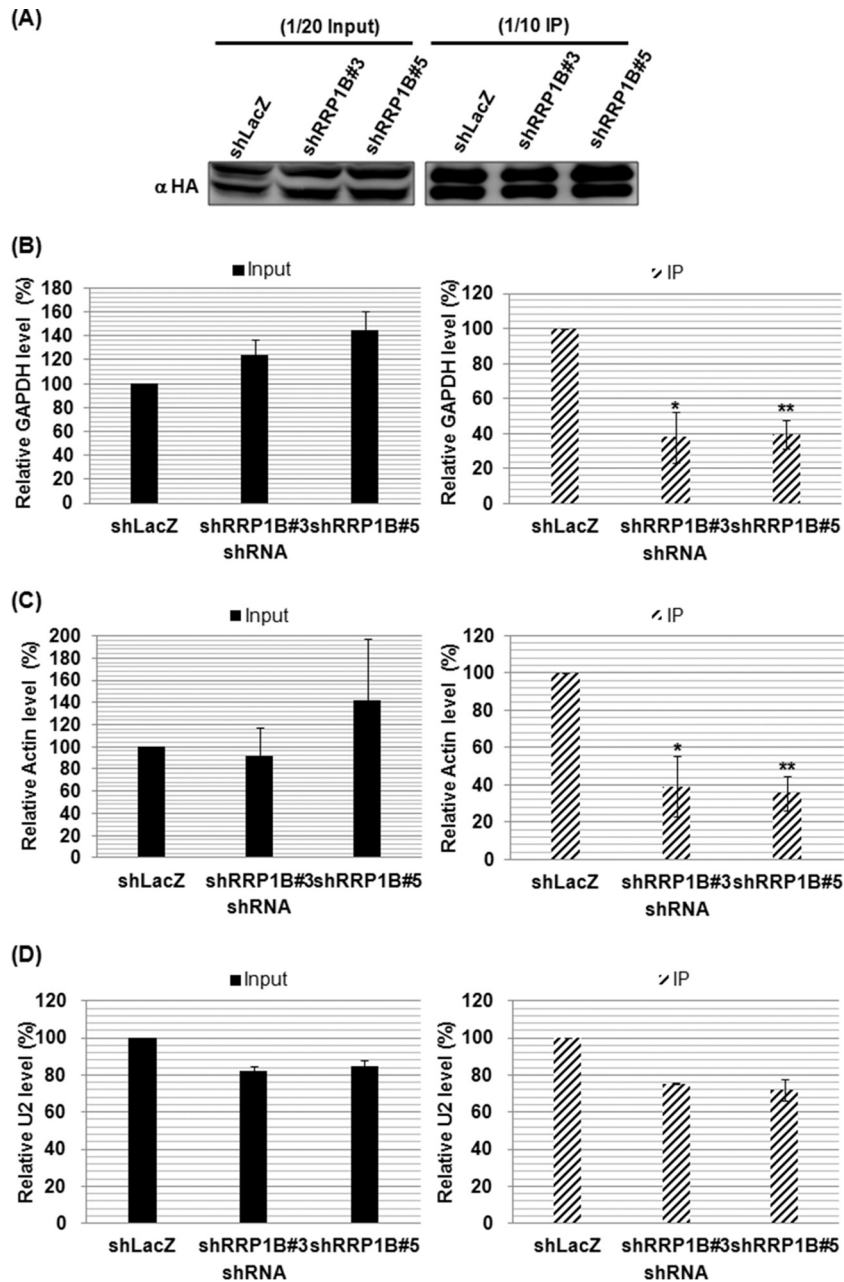 (A)
(1/20 Input) (1/10 IP)
shLacZ shRRP1B#3 shRRP1B#5 shLacZ shRRP1B#3 shRRP1B#5
α HA
(B)
Input
Relative GAPDH level (%)
180
160
140
120
100
80
60
40
20
0
shLacZ shRRP1B#3 shRRP1B#5
shRNA
IP
Relative GAPDH level (%)
120
100
80
60
40
20
0
* **
shLacZ shRRP1B#3 shRRP1B#5
shRNA
(C)
Input
Relative Actin level (%)
200
180
160
140
120
100
80
60
40
20
0
shLacZ shRRP1B#3 shRRP1B#5
shRNA
IP
Relative Actin level (%)
120
100
80
60
40
20
0
* **
shLacZ shRRP1B#3 shRRP1B#5
shRNA
(D)
Input
Relative U2 level (%)
120
100
80
60
40
20
0
shLacZ shRRP1B#3 shRRP1B#5
shRNA
IP
Relative U2 level (%)
120
100
80
60
40
20
0
shLacZ shRRP1B#3 shRRP1B#5
shRNA